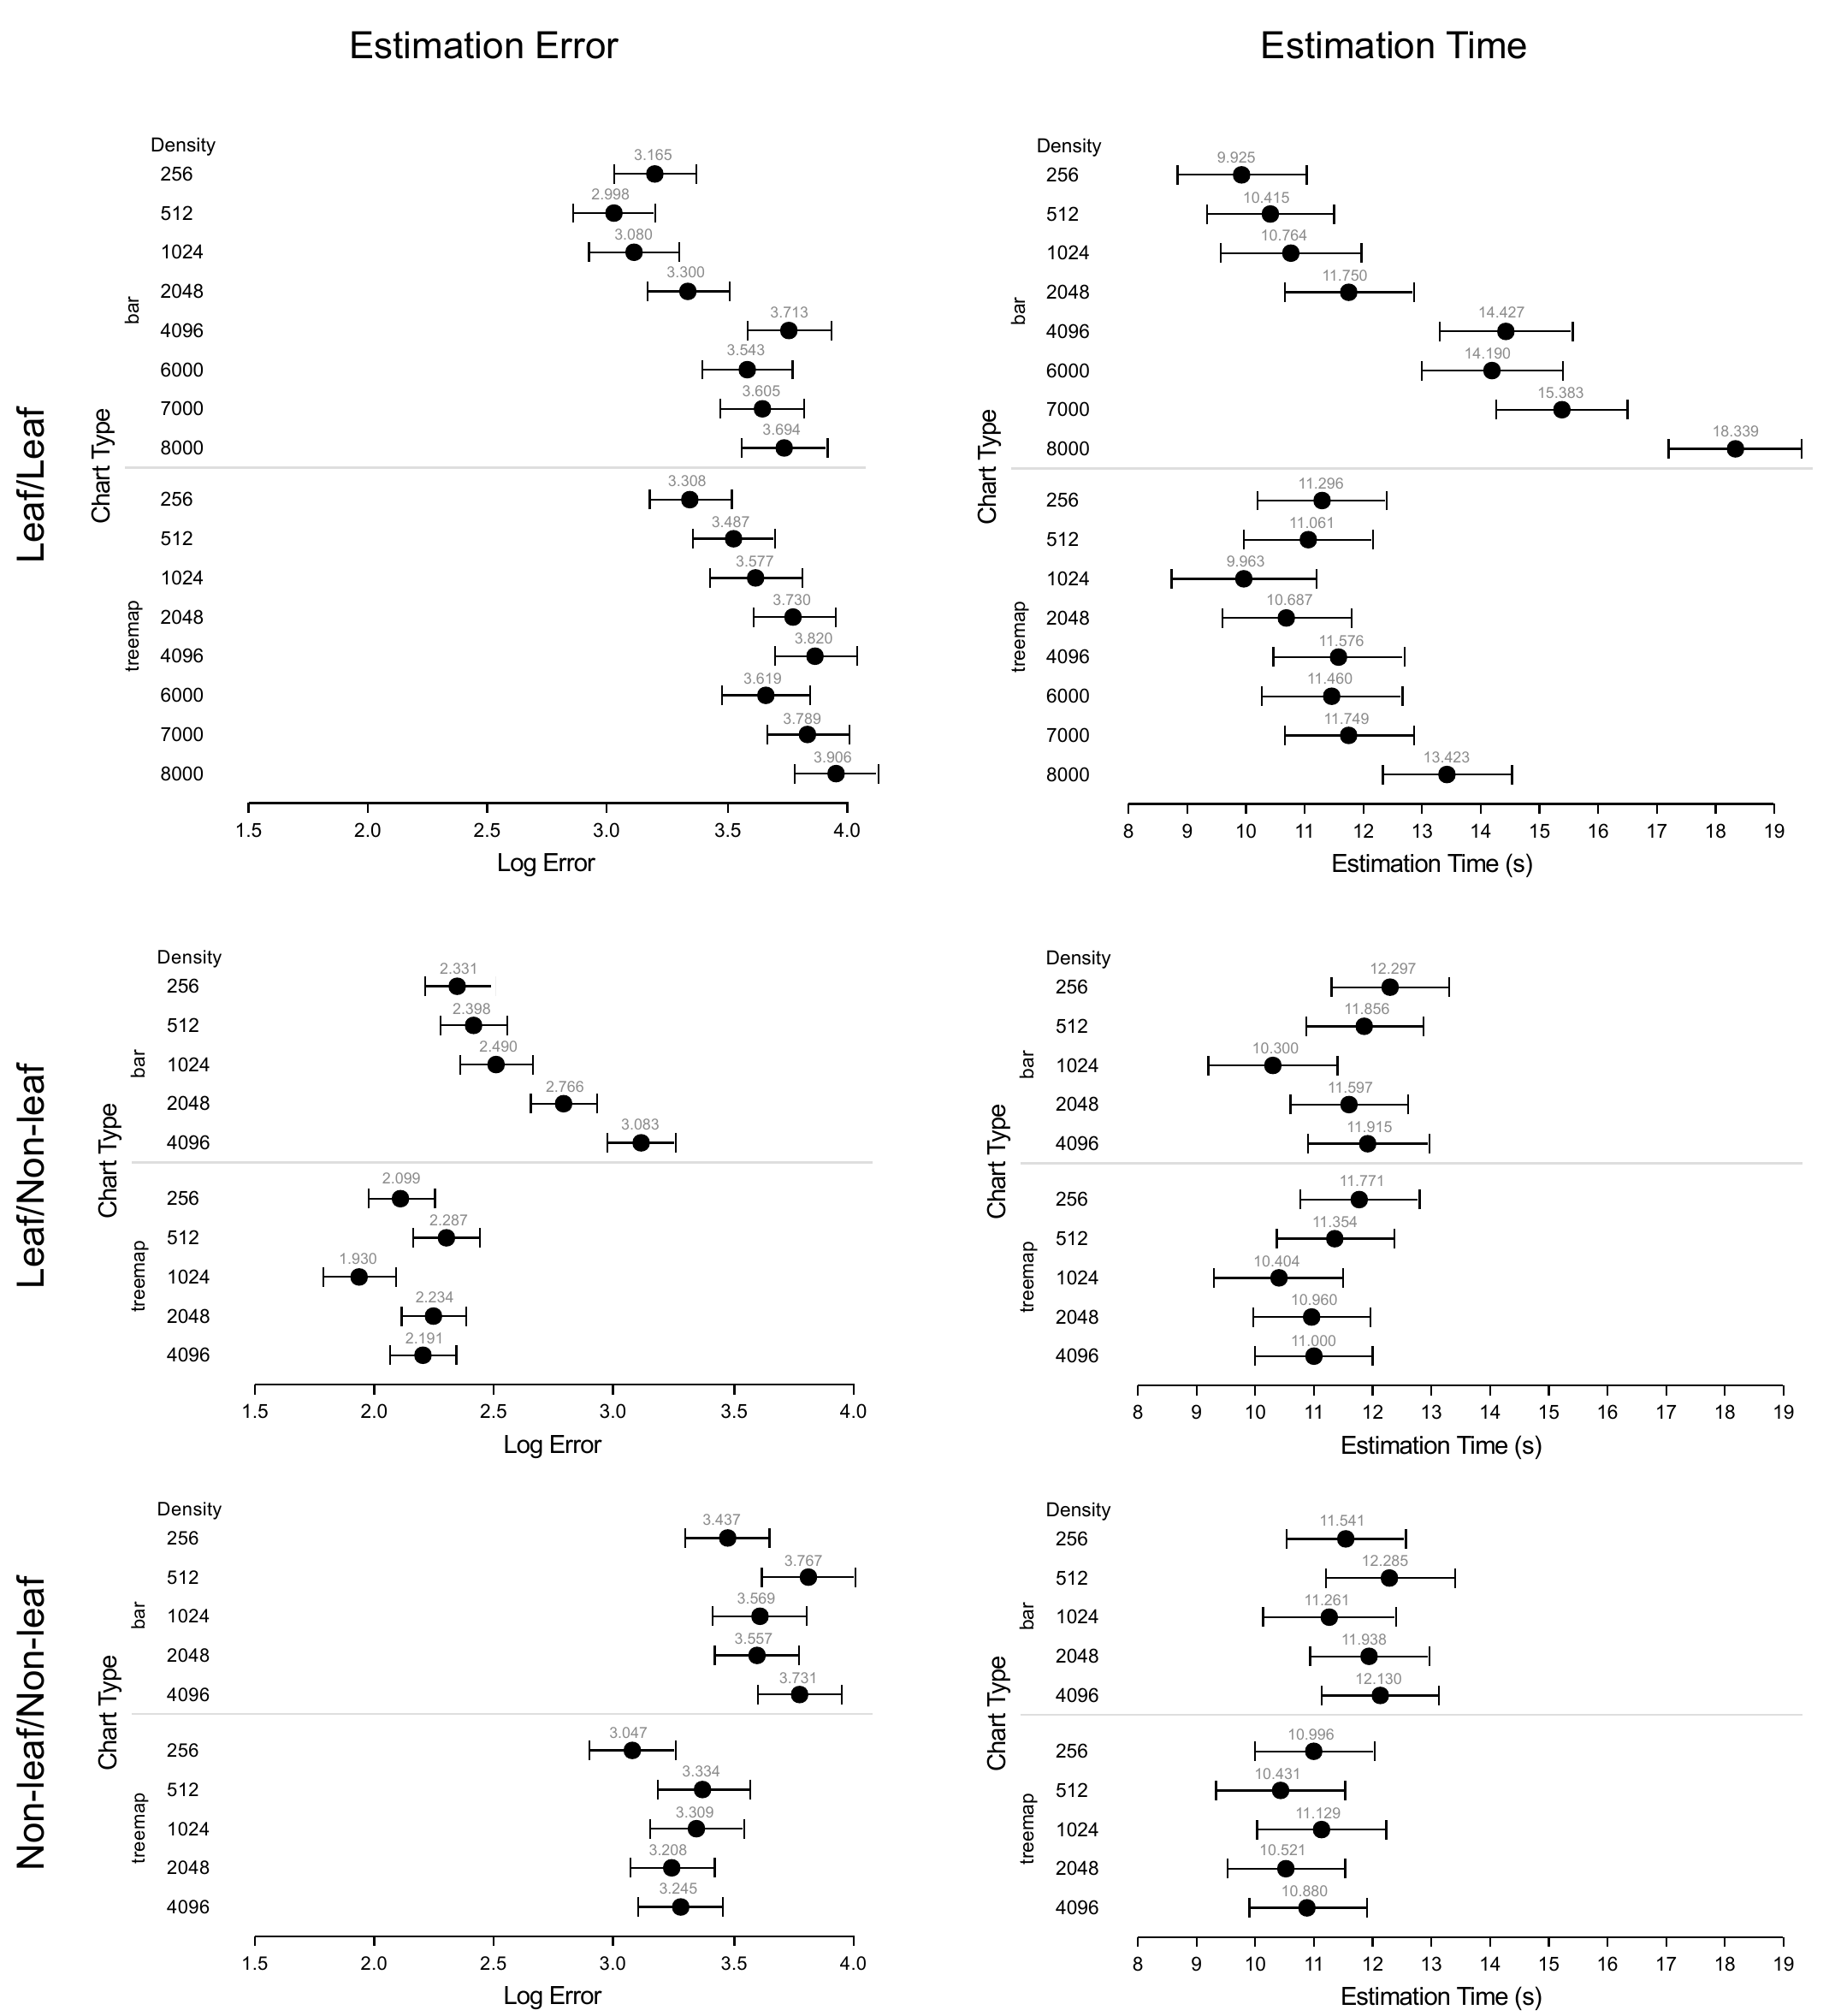 Estimation Error
Estimation Time
Leaf/Leaf
Chart Type
bar
treemap
Density
256 3.165
512 2.998
1024 3.080
2048 3.300
4096 3.713
6000 3.543
7000 3.605
8000 3.694
256 3.308
512 3.487
1024 3.577
2048 3.730
4096 3.820
6000 3.619
7000 3.789
8000 3.906
1.5 2.0 2.5 3.0 3.5 4.0
Log Error
Chart Type
bar
treemap
Density
256 9.925
512 10.415
1024 10.764
2048 11.750
4096 14.427
6000 14.190
7000 15.383
8000 18.339
256 11.296
512 11.061
1024 9.963
2048 10.687
4096 11.576
6000 11.460
7000 11.749
8000 13.423
8 9 10 11 12 13 14 15 16 17 18 19
Estimation Time (s)
Leaf/Non-leaf
Chart Type
bar
treemap
Density
256 2.331
512 2.398
1024 2.490
2048 2.766
4096 3.083
256 2.099
512 2.287
1024 1.930
2048 2.234
4096 2.191
1.5 2.0 2.5 3.0 3.5 4.0
Log Error
Chart Type
bar
treemap
Density
256 12.297
512 11.856
1024 10.300
2048 11.597
4096 11.915
256 11.771
512 11.354
1024 10.404
2048 10.960
4096 11.000
8 9 10 11 12 13 14 15 16 17 18 19
Estimation Time (s)
Non-leaf/Non-leaf
Chart Type
bar
treemap
Density
256 3.437
512 3.767
1024 3.569
2048 3.557
4096 3.731
256 3.047
512 3.334
1024 3.309
2048 3.208
4096 3.245
1.5 2.0 2.5 3.0 3.5 4.0
Log Error
Chart Type
bar
treemap
Density
256 11.541
512 12.285
1024 11.261
2048 11.938
4096 12.130
256 10.996
512 10.431
1024 11.129
2048 10.521
4096 10.880
8 9 10 11 12 13 14 15 16 17 18 19
Estimation Time (s)